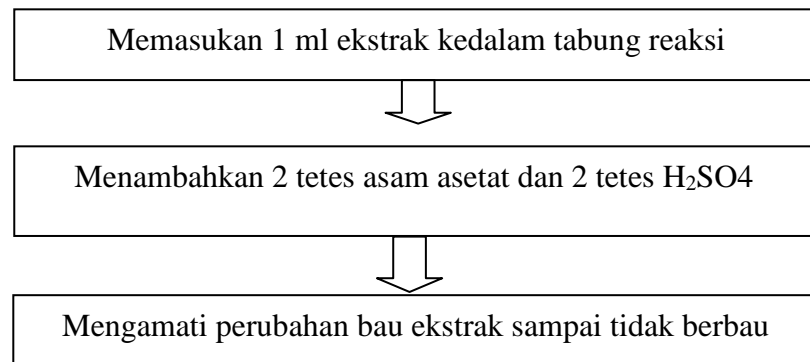 Memasukan 1 ml ekstrak kedalam tabung reaksi
Menambahkan 2 tetes asam asetat dan 2 tetes H₂SO4
Mengamati perubahan bau ekstrak sampai tidak berbau